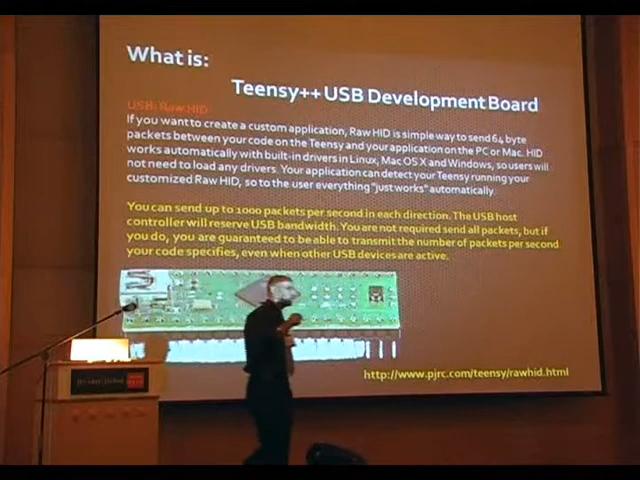 What is:
Teensy++ USB Development Board
USB: Raw HID
If you want to create a custom application, Raw HID is simple way to send 64 byte
packets between your code on the Teensy and your application on the PC or Mac. HID
works automatically with built-in drivers in Linux, Mac OS X and Windows, so users will
not need to load any drivers. Your application can detect your Teensy running your
customized Raw HID, so to the user everything "just works" automatically.
You can send up to 1000 packets per second in each direction. The USB host
controller will reserve USB bandwidth. You are not required send all packets, but if
you do, you are guaranteed to be able to transmit the number of packets per second
your code specifies, even when other USB devices are active.
http://www.pjrc.com/teensy/rawhid.html